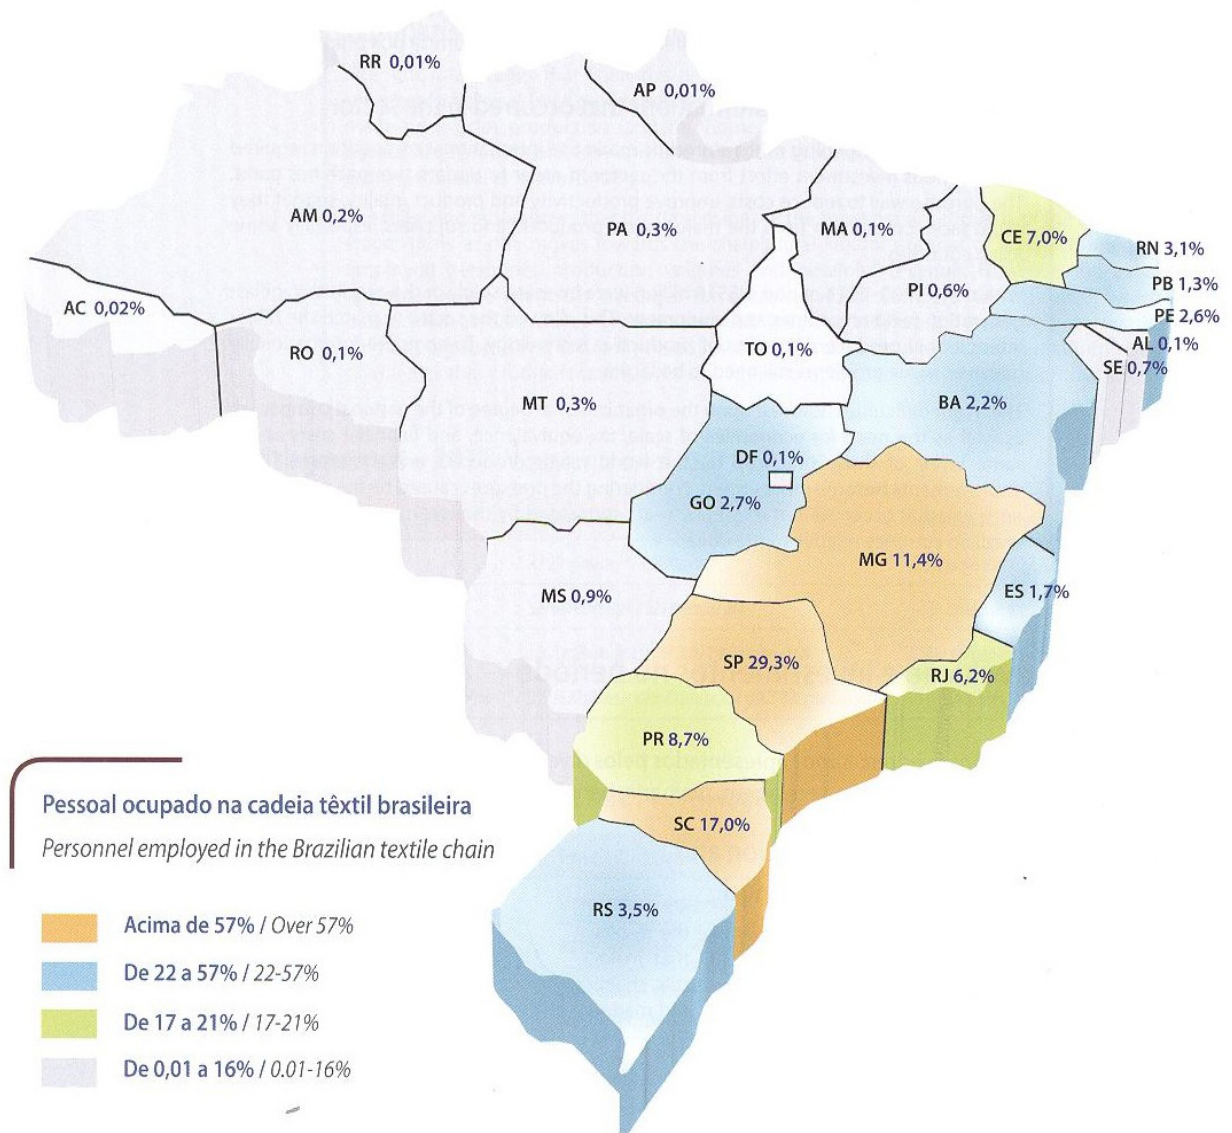 RR 0,01%
AP 0,01%
AM 0,2%
PA 0,3%
MA 0,1%
CE 7,0%
RN 3,1%
PB 1,3%
PE 2,6%
AL 0,1%
SE 0,7%
PI 0,6%
AC 0,02%
RO 0,1%
TO 0,1%
MT 0,3%
BA 2,2%
DF 0,1%
GO 2,7%
MG 11,4%
MS 0,9%
ES 1,7%
SP 29,3%
RJ 6,2%
PR 8,7%
SC 17,0%
RS 3,5%
Pessoal ocupado na cadeia têxtil brasileira
Personnel employed in the Brazilian textile chain
Acima de 57% / Over 57%
De 22 a 57% / 22-57%
De 17 a 21% / 17-21%
De 0,01 a 16% / 0.01-16%